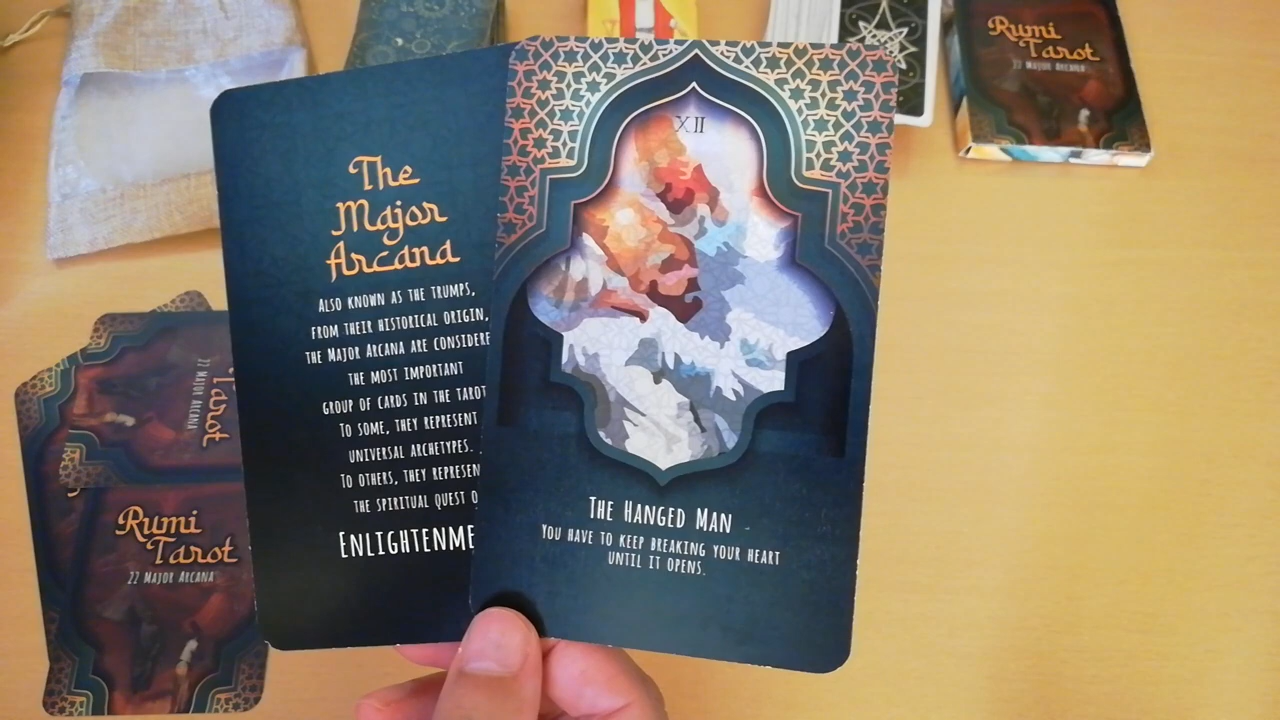 The
Major
Arcana
Also known as the trumps,
from their historical origin,
the Major Arcana are considere
the most important
group of cards in the tarot
To some, they represent
universal archetypes.
To others, they represen
the spiritual quest o
Enlightenme
XII
The Hanged Man
You have to keep breaking your heart
until it opens.
Rumi
Tarot
22 Major Arcana
Tarot
22 Major Arcana
Rumi
Tarot
22 Major Arcana